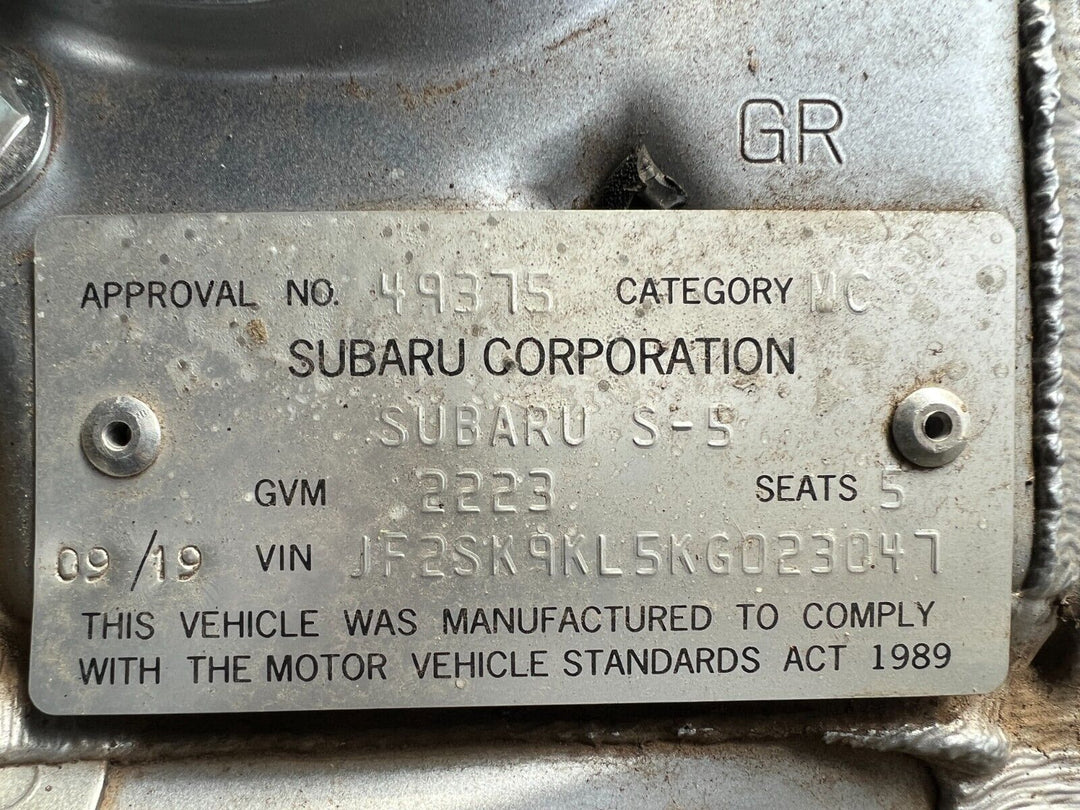 GR
APPROVAL NO. 49375 CATEGORY MC
SUBARU CORPORATION
SUBARU S-5
GVM 2223 SEATS 5
09/19 VIN JF2SK9KL5KG023047
THIS VEHICLE WAS MANUFACTURED TO COMPLY
WITH THE MOTOR VEHICLE STANDARDS ACT 1989